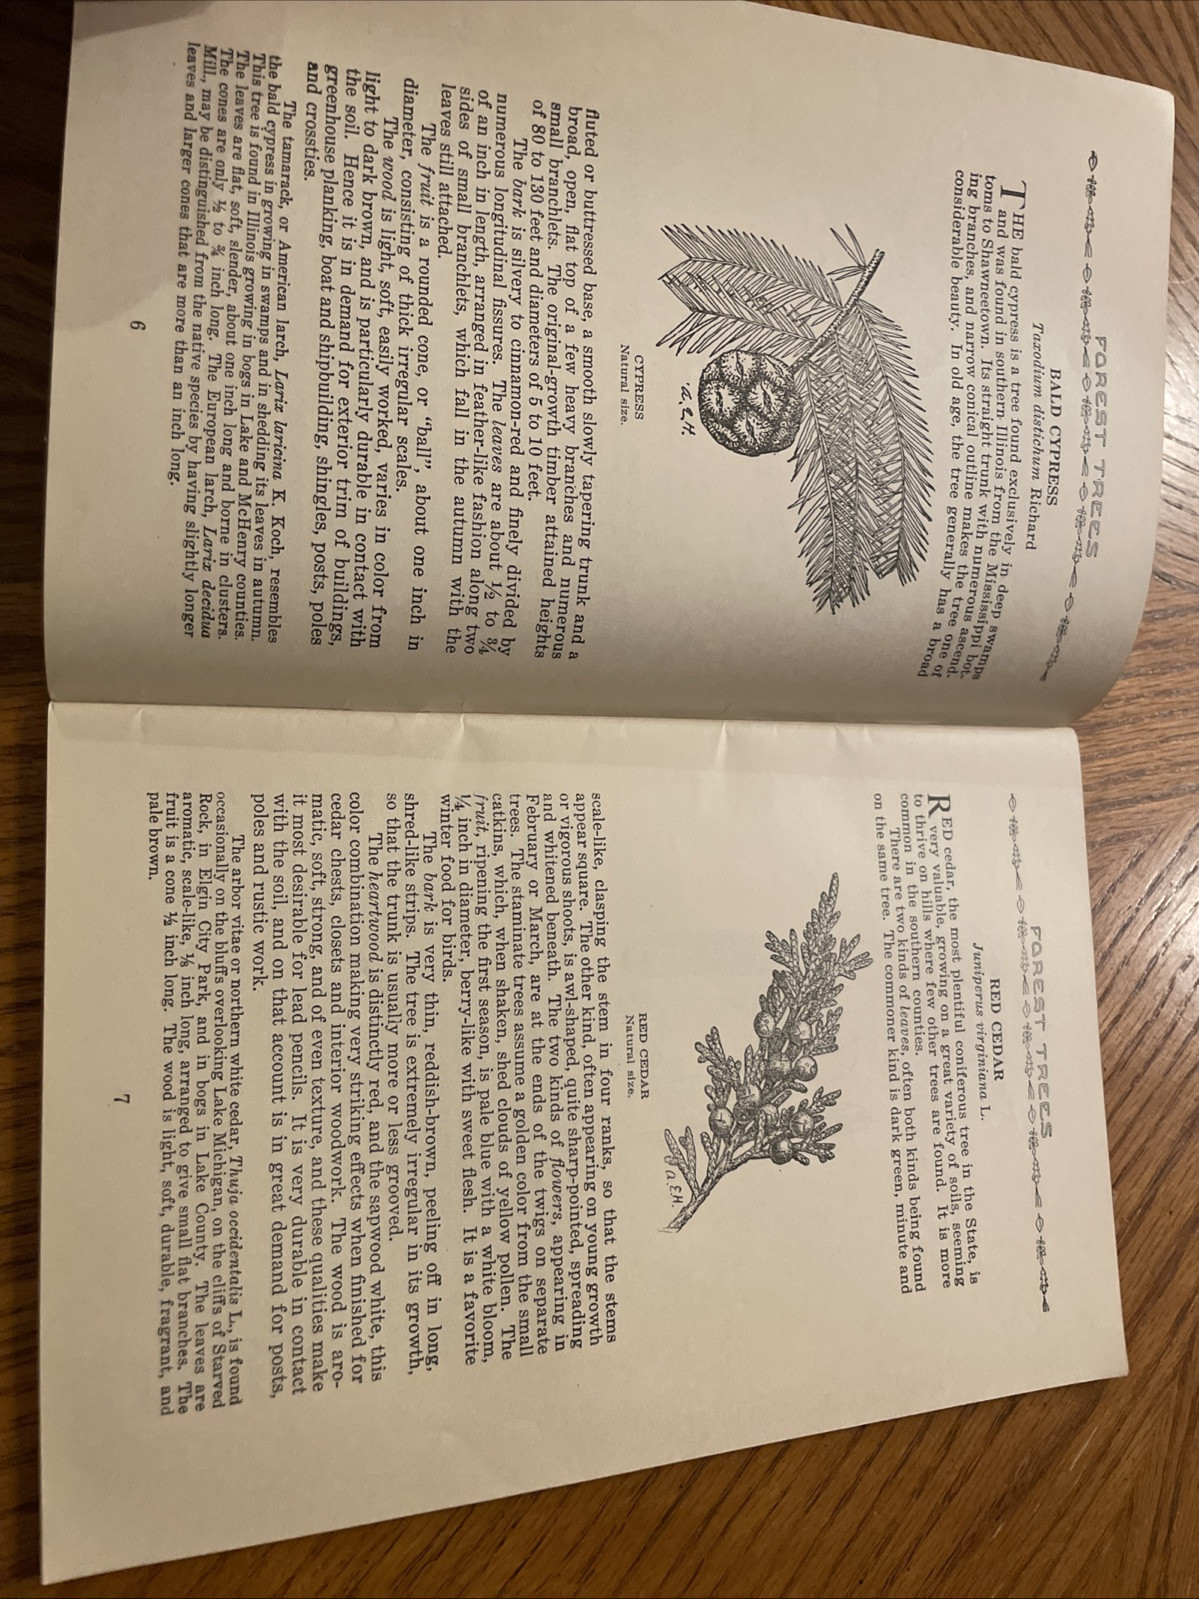 FOREST TREES
BALD CYPRESS
Taxodium distichum Richard
THE bald cypress is a tree found exclusively in deep swamps
and was found in southern Illinois from the Mississippi bot-
toms to Shawneetown. Its straight trunk with numerous ascend-
ing branches, and narrow conical outline makes the tree one of
considerable beauty. In old age, the tree generally has a broad
a. E. H.
CYPRESS
Natural size.
fluted or buttressed base, a smooth slowly tapering trunk and a
broad, open, flat top of a few heavy branches and numerous
small branchlets. The original-growth timber attained heights
of 80 to 130 feet and diameters of 5 to 10 feet.
The bark is silvery to cinnamon-red and finely divided by
numerous longitudinal fissures. The leaves are about ½ to ¾
of an inch in length, arranged in feather-like fashion along two
sides of small branchlets, which fall in the autumn with the
leaves still attached.
The fruit is a rounded cone, or "ball", about one inch in
diameter, consisting of thick irregular scales.
The wood is light, soft, easily worked, varies in color from
light to dark brown, and is particularly durable in contact with
the soil. Hence it is in demand for exterior trim of buildings,
greenhouse planking, boat and shipbuilding, shingles, posts, poles
and crossties.
The tamarack, or American larch, Larix laricina K. Koch, resembles
the bald cypress in growing in swamps and in shedding its leaves in autumn.
This tree is found in Illinois growing in bogs in Lake and McHenry counties.
The leaves are flat, soft, slender, about one inch long and borne in clusters.
The cones are only ½ to ¾ inch long. The European larch, Larix decidua
Mill., may be distinguished from the native species by having slightly longer
leaves and larger cones that are more than an inch long.
6
FOREST TREES
RED CEDAR
Juniperus virginiana L.
RED cedar, the most plentiful coniferous tree in the State, is
very valuable, growing on a great variety of soils, seeming
to thrive on hills where few other trees are found. It is more
common in the southern counties.
There are two kinds of leaves, often both kinds being found
on the same tree. The commoner kind is dark green, minute and
a. E. H.
RED CEDAR
Natural size.
scale-like, clasping the stem in four ranks, so that the stems
appear square. The other kind, often appearing on young growth
or vigorous shoots, is awl-shaped, quite sharp-pointed, spreading
and whitened beneath. The two kinds of flowers, appearing in
February or March, are at the ends of the twigs on separate
trees. The staminate trees assume a golden color from the small
catkins, which, when shaken, shed clouds of yellow pollen. The
fruit, ripening the first season, is pale blue with a white bloom,
¼ inch in diameter, berry-like with sweet flesh. It is a favorite
winter food for birds.
The bark is very thin, reddish-brown, peeling off in long,
shred-like strips. The tree is extremely irregular in its growth,
so that the trunk is usually more or less grooved.
The heartwood is distinctly red, and the sapwood white, this
color combination making very striking effects when finished for
cedar chests, closets and interior woodwork. The wood is aro-
matic, soft, strong, and of even texture, and these qualities make
it most desirable for lead pencils. It is very durable in contact
with the soil, and on that account is in great demand for posts,
poles and rustic work.
The arbor vitae or northern white cedar, Thuja occidentalis L., is found
occasionally on the bluffs overlooking Lake Michigan, on the cliffs of Starved
Rock, in Elgin City Park, and in bogs in Lake County. The leaves are
aromatic, scale-like, ⅛ inch long, arranged to give small flat branches. The
fruit is a cone ½ inch long. The wood is light, soft, durable, fragrant, and
pale brown.
7